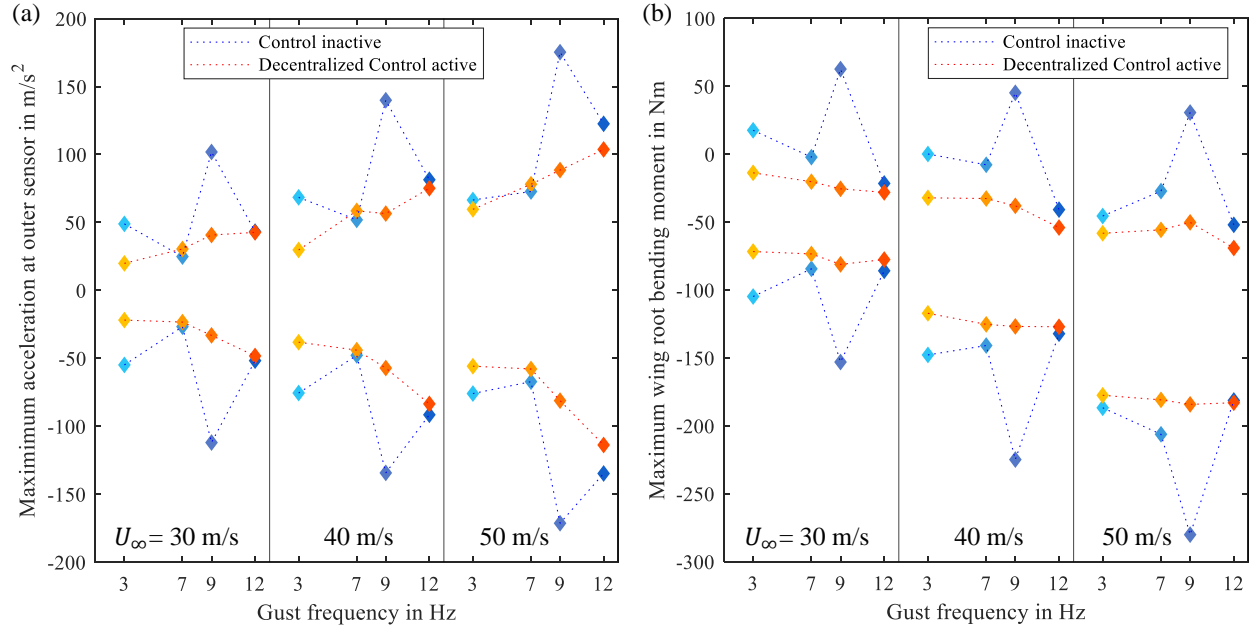 (a)
200
150
100
50
0
-50
-100
-150
-200
Maximimum acceleration at outer sensor in m/s²
Control inactive
Decentralized Control active
U∞= 30 m/s
40 m/s
50 m/s
3 7 9 12 3 7 9 12 3 7 9 12
Gust frequency in Hz
(b)
100
50
0
-50
-100
-150
-200
-250
-300
Maximum wing root bending moment in Nm
Control inactive
Decentralized Control active
U∞= 30 m/s
40 m/s
50 m/s
3 7 9 12 3 7 9 12 3 7 9 12
Gust frequency in Hz